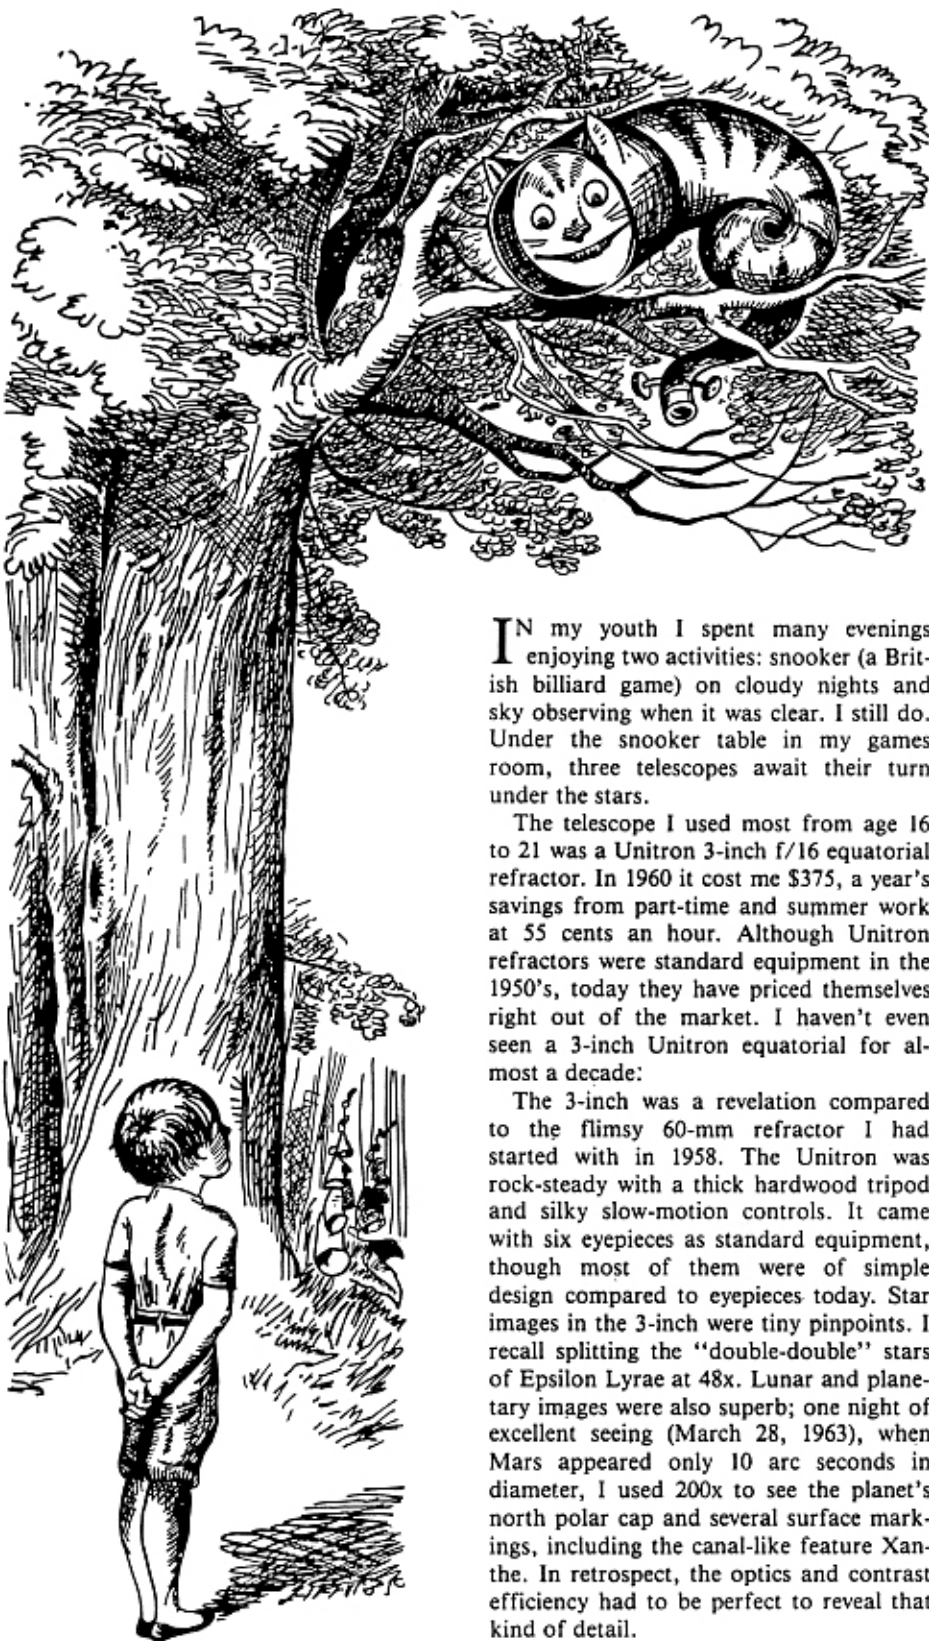 IN my youth I spent many evenings
enjoying two activities: snooker (a Brit-
ish billiard game) on cloudy nights and
sky observing when it was clear. I still do.
Under the snooker table in my games
room, three telescopes await their turn
under the stars.
The telescope I used most from age 16
to 21 was a Unitron 3-inch f/16 equatorial
refractor. In 1960 it cost me $375, a year's
savings from part-time and summer work
at 55 cents an hour. Although Unitron
refractors were standard equipment in the
1950's, today they have priced themselves
right out of the market. I haven't even
seen a 3-inch Unitron equatorial for al-
most a decade:
The 3-inch was a revelation compared
to the flimsy 60-mm refractor I had
started with in 1958. The Unitron was
rock-steady with a thick hardwood tripod
and silky slow-motion controls. It came
with six eyepieces as standard equipment,
though most of them were of simple
design compared to eyepieces today. Star
images in the 3-inch were tiny pinpoints. I
recall splitting the "double-double" stars
of Epsilon Lyrae at 48x. Lunar and plane-
tary images were also superb; one night of
excellent seeing (March 28, 1963), when
Mars appeared only 10 arc seconds in
diameter, I used 200x to see the planet's
north polar cap and several surface mark-
ings, including the canal-like feature Xan-
the. In retrospect, the optics and contrast
efficiency had to be perfect to reveal that
kind of detail.